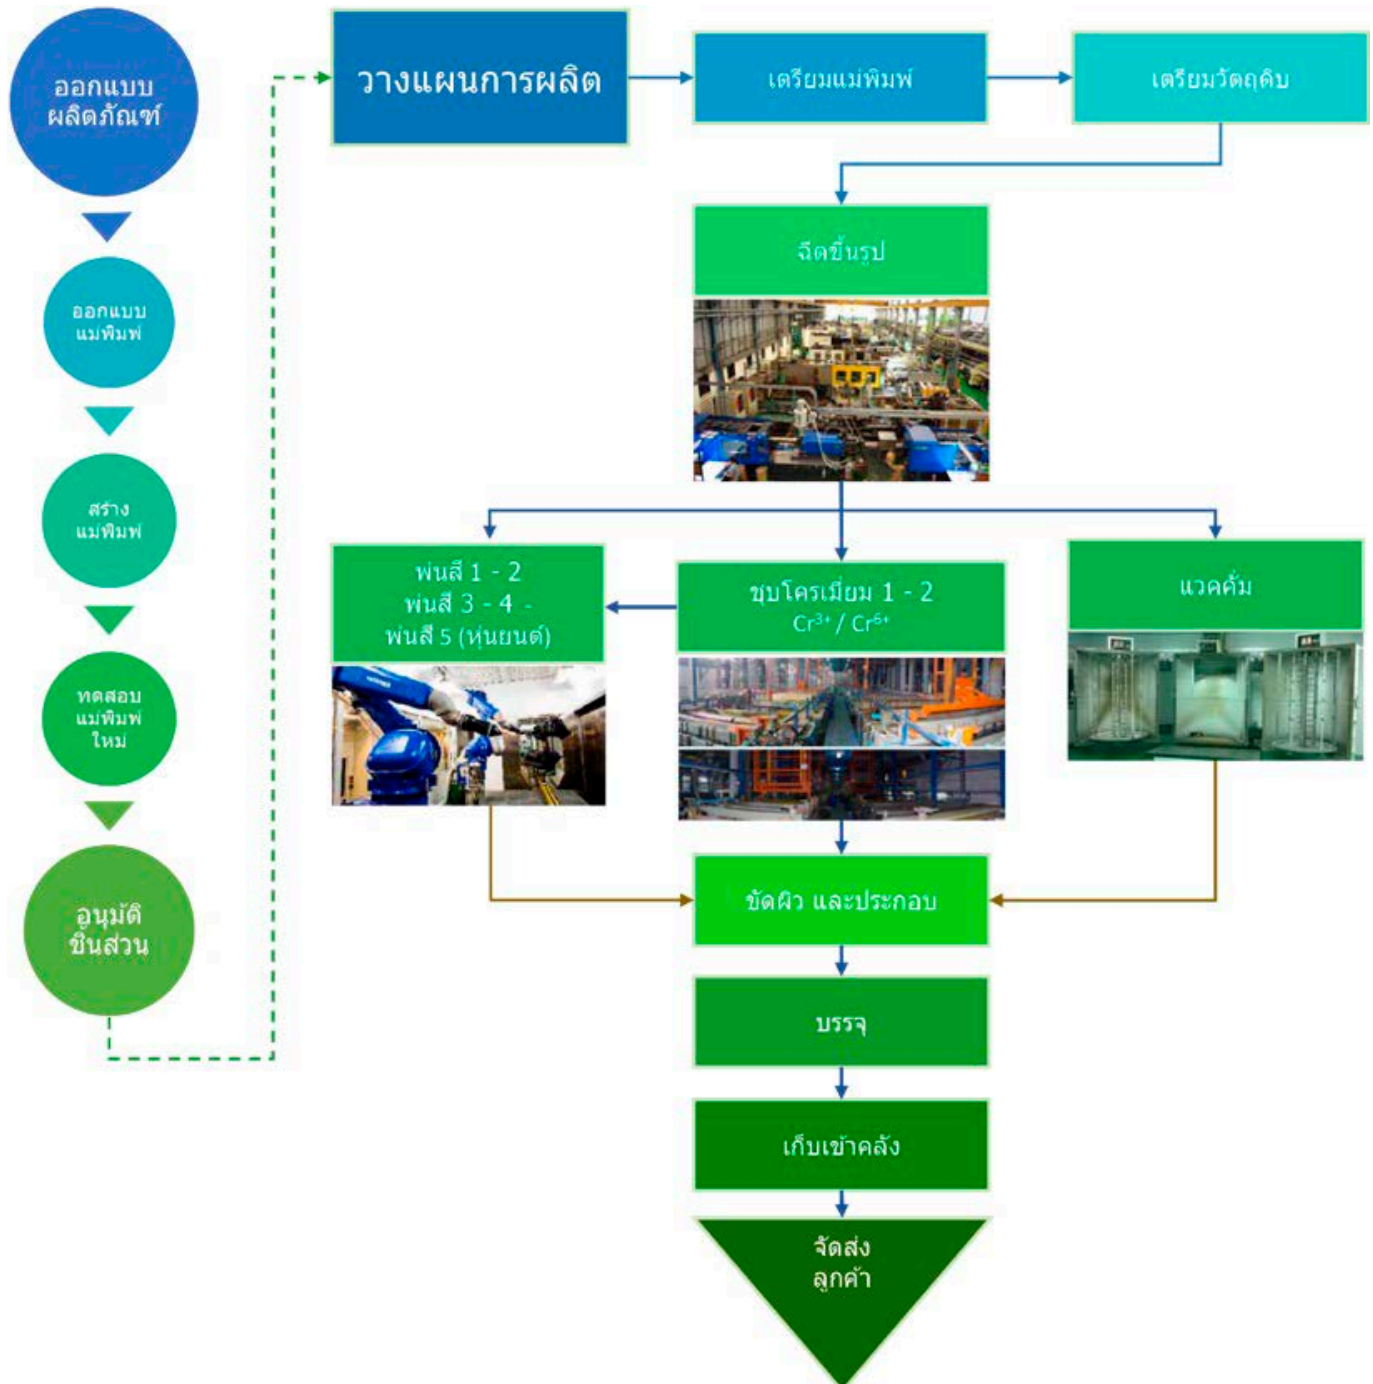 ออกแบบ
ผลิตภัณฑ์
ออกแบบ
แม่พิมพ์
สร้าง
แม่พิมพ์
ทดสอบ
แม่พิมพ์
ใหม่
อนุมัติ
ชิ้นส่วน
วางแผนการผลิต
เตรียมแม่พิมพ์
เตรียมวัตถุดิบ
ฉีดขึ้นรูป
พ่นสี 1 - 2
พ่นสี 3 - 4 -
พ่นสี 5 (หุ่นยนต์)
ชุบโครเมี่ยม 1 - 2
Cr³⁺ / Cr⁶⁺
แวคคั่ม
ขัดผิว และประกอบ
บรรจุ
เก็บเข้าคลัง
จัดส่ง
ลูกค้า